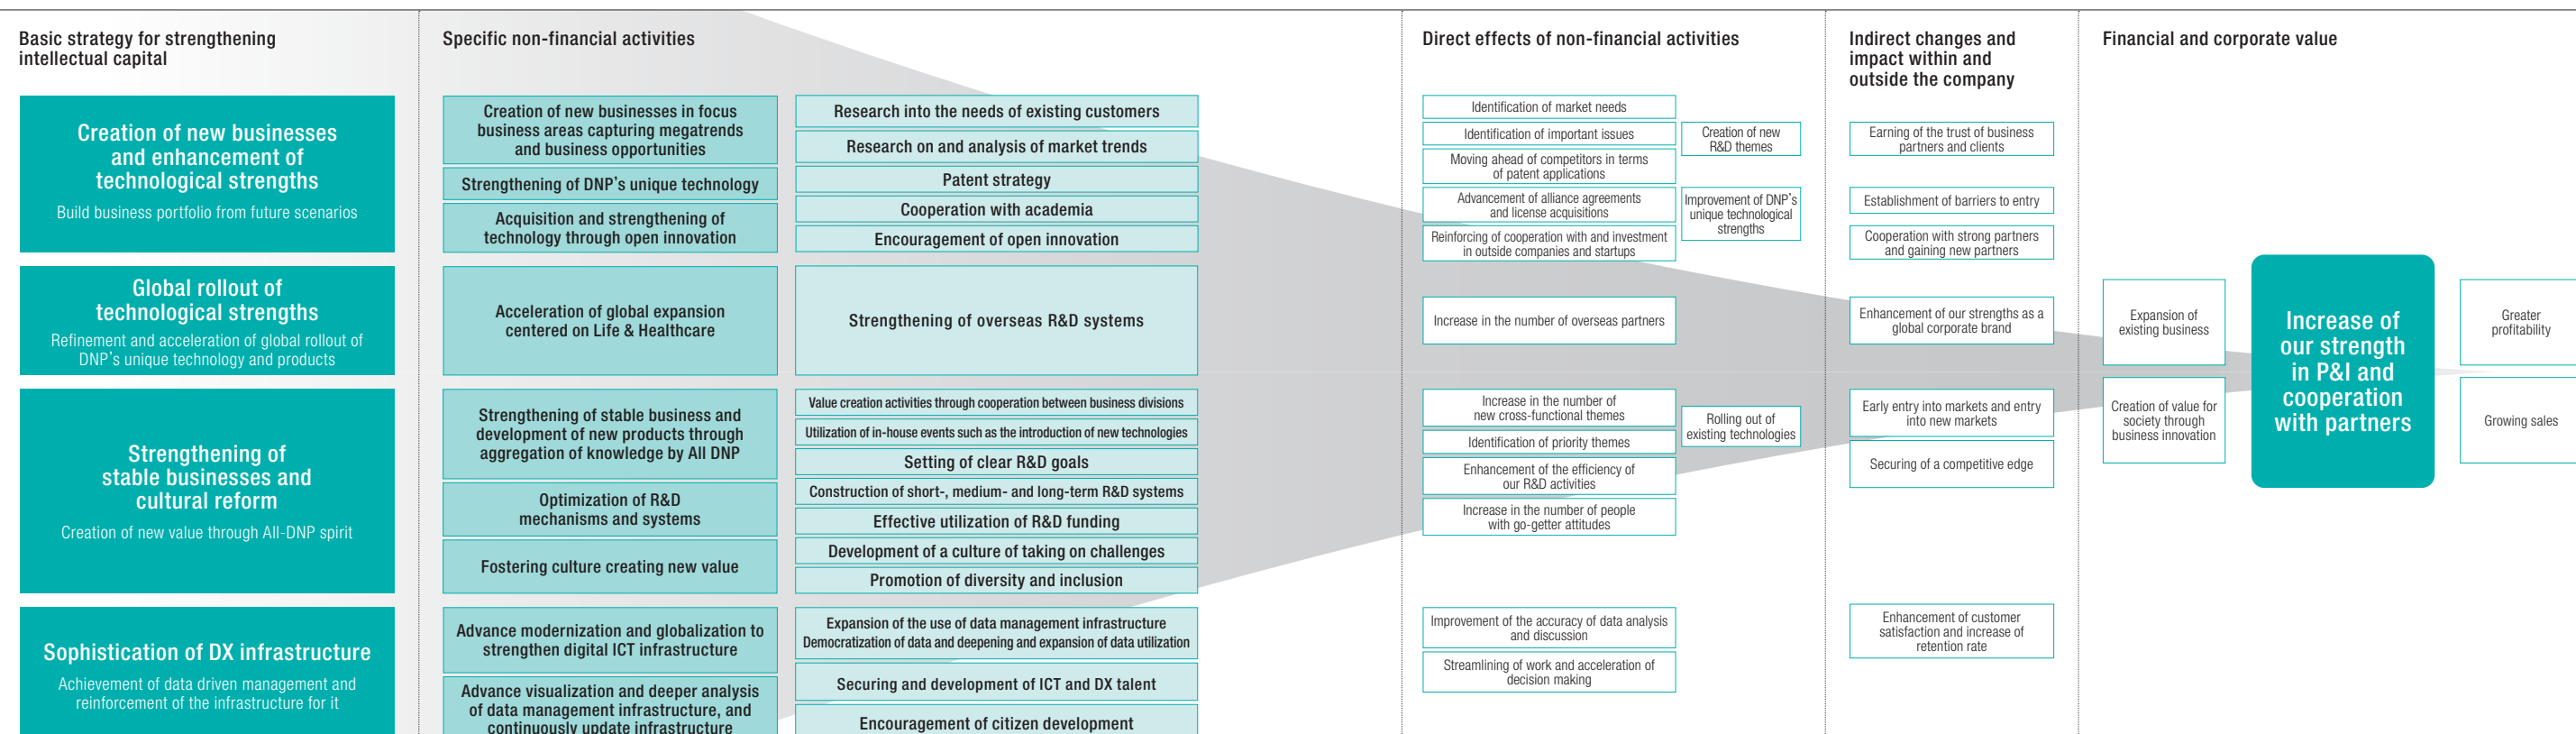 Basic strategy for strengthening
intellectual capital
Specific non-financial activities
Direct effects of non-financial activities
Indirect changes and
impact within and
outside the company
Financial and corporate value
Creation of new businesses
and enhancement of
technological strengths
Build business portfolio from future scenarios
Creation of new businesses in focus
business areas capturing megatrends
and business opportunities
Strengthening of DNP's unique technology
Acquisition and strengthening of
technology through open innovation
Research into the needs of existing customers
Research on and analysis of market trends
Patent strategy
Cooperation with academia
Encouragement of open innovation
Identification of market needs
Identification of important issues
Moving ahead of competitors in terms
of patent applications
Advancement of alliance agreements
and license acquisitions
Reinforcing of cooperation with and investment
in outside companies and startups
Creation of new
R&D themes
Improvement of DNP's
unique technological
strengths
Earning of the trust of business
partners and clients
Establishment of barriers to entry
Cooperation with strong partners
and gaining new partners
Global rollout of
technological strengths
Refinement and acceleration of global rollout of
DNP's unique technology and products
Acceleration of global expansion
centered on Life & Healthcare
Strengthening of overseas R&D systems
Increase in the number of overseas partners
Enhancement of our strengths as a
global corporate brand
Strengthening of
stable businesses and
cultural reform
Creation of new value through All-DNP spirit
Strengthening of stable business and
development of new products through
aggregation of knowledge by All DNP
Optimization of R&D
mechanisms and systems
Fostering culture creating new value
Value creation activities through cooperation between business divisions
Utilization of in-house events such as the introduction of new technologies
Setting of clear R&D goals
Construction of short-, medium- and long-term R&D systems
Effective utilization of R&D funding
Development of a culture of taking on challenges
Promotion of diversity and inclusion
Increase in the number of
new cross-functional themes
Identification of priority themes
Enhancement of the efficiency of
our R&D activities
Increase in the number of people
with go-getter attitudes
Rolling out of
existing technologies
Early entry into markets and entry
into new markets
Securing of a competitive edge
Sophistication of DX infrastructure
Achievement of data driven management and
reinforcement of the infrastructure for it
Advance modernization and globalization to
strengthen digital ICT infrastructure
Advance visualization and deeper analysis
of data management infrastructure, and
continuously update infrastructure
Expansion of the use of data management infrastructure
Democratization of data and deepening and expansion of data utilization
Securing and development of ICT and DX talent
Encouragement of citizen development
Improvement of the accuracy of data analysis
and discussion
Streamlining of work and acceleration of
decision making
Enhancement of customer
satisfaction and increase of
retention rate
Expansion of
existing business
Creation of value for
society through
business innovation
Increase of
our strength
in P&I and
cooperation
with partners
Greater
profitability
Growing sales